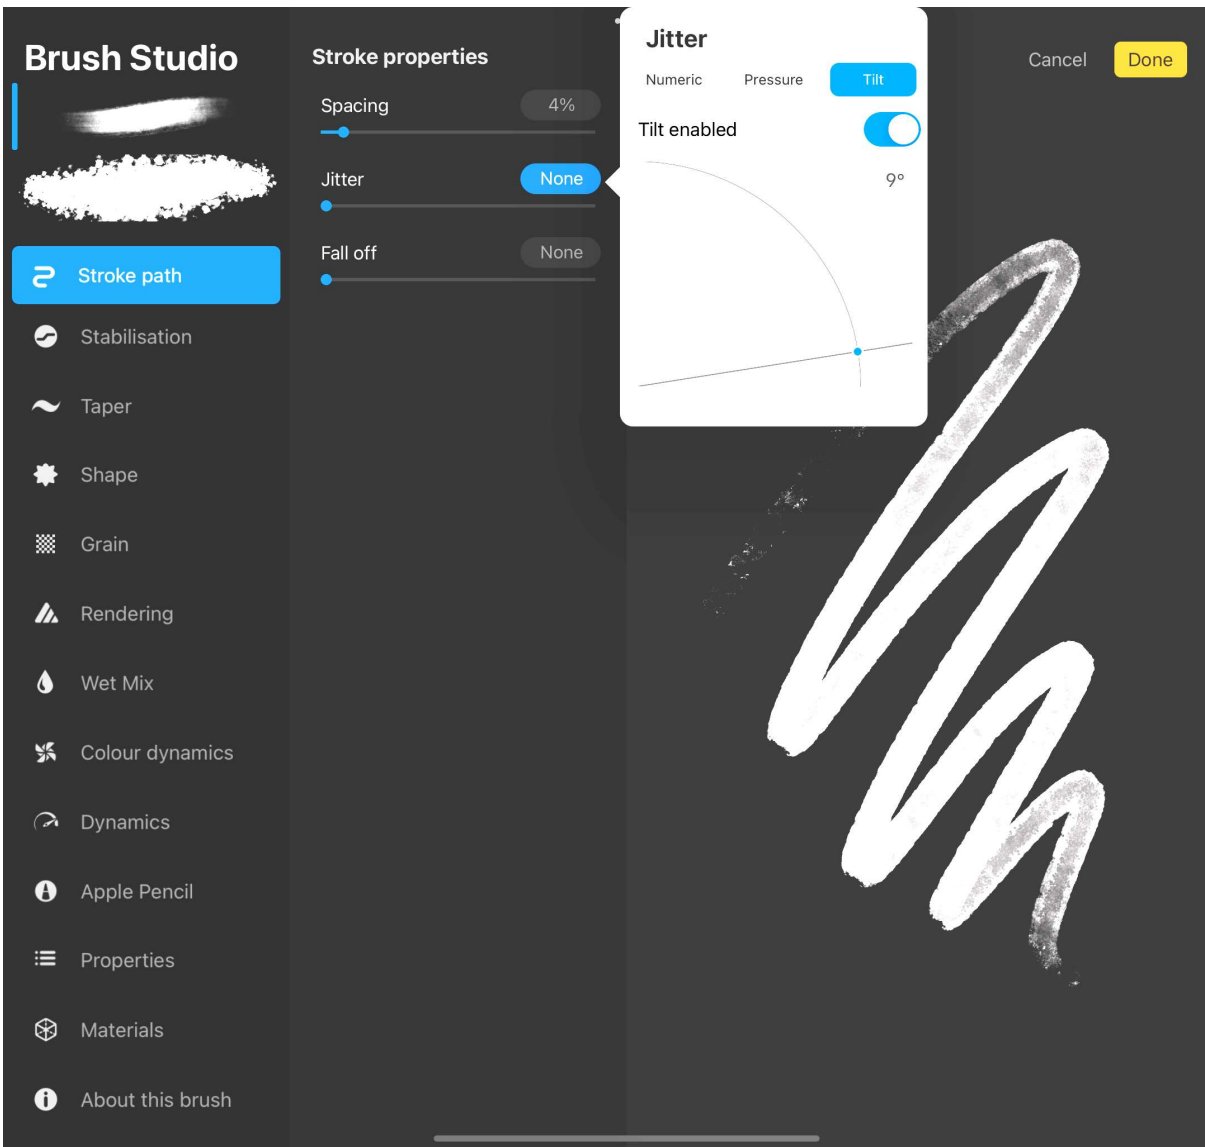 Brush Studio
Stroke path
Stabilisation
Taper
Shape
Grain
Rendering
Wet Mix
Colour dynamics
Dynamics
Apple Pencil
Properties
Materials
About this brush
Stroke properties
Spacing 4%
Jitter None
Fall off None
Jitter
Numeric Pressure Tilt
Tilt enabled
9°
Cancel Done